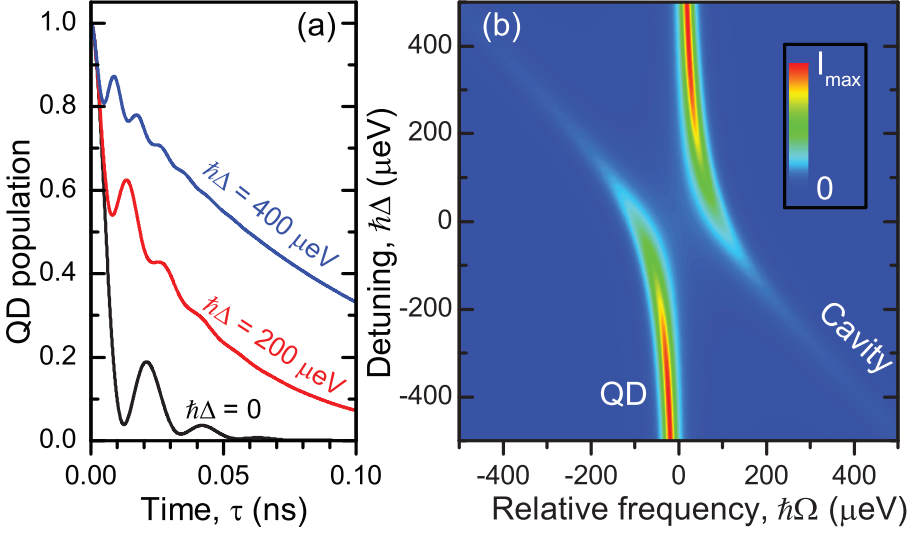 (a)
1.0
0.8
0.6
0.4
0.2
0.0
QD population
ħΔ = 400 μeV
ħΔ = 200 μeV
ħΔ = 0
0.00
0.05
0.10
Time, τ (ns)
(b)
400
200
0
-200
-400
Detuning, ħΔ (μeV)
Imax
0
Cavity
QD
-400
-200
0
200
400
Relative frequency, ħΩ (μeV)